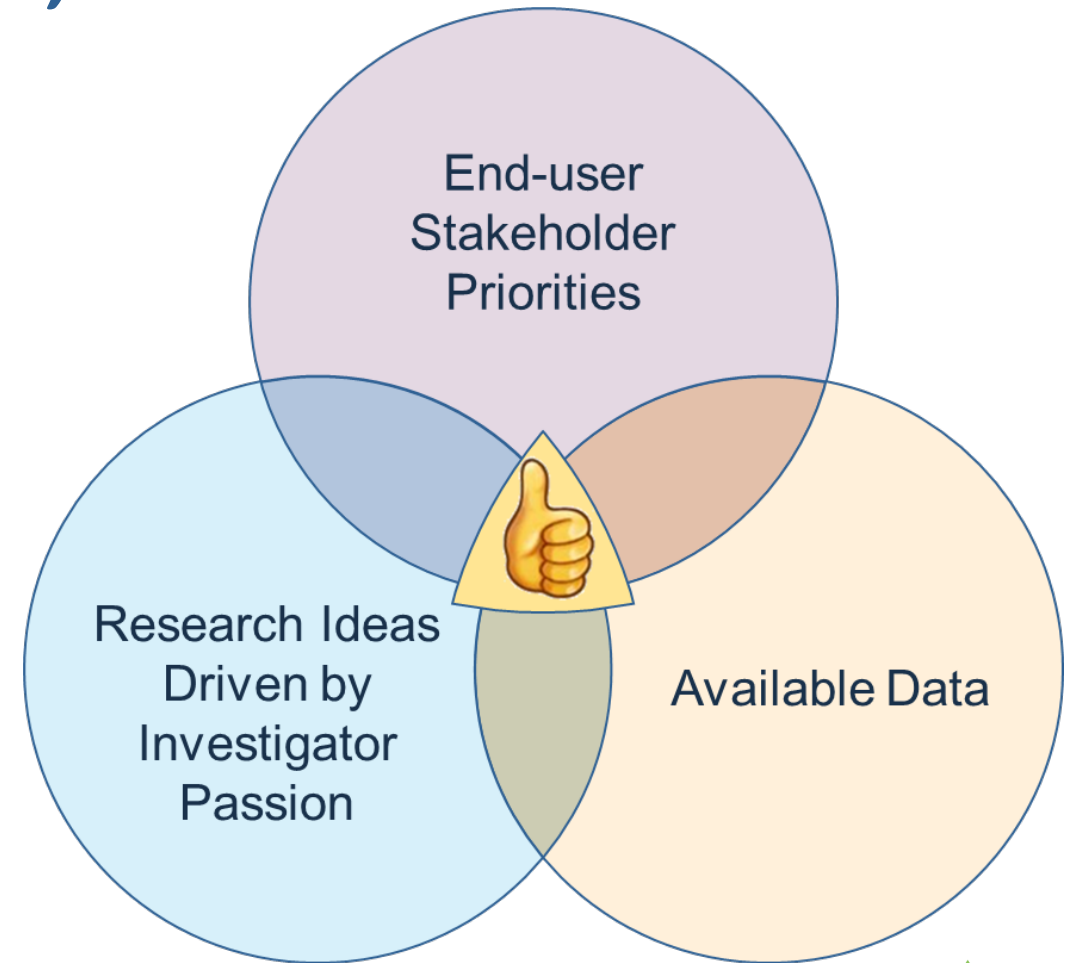 End-user
Stakeholder
Priorities
Research Ideas
Driven by
Investigator
Passion
Available Data